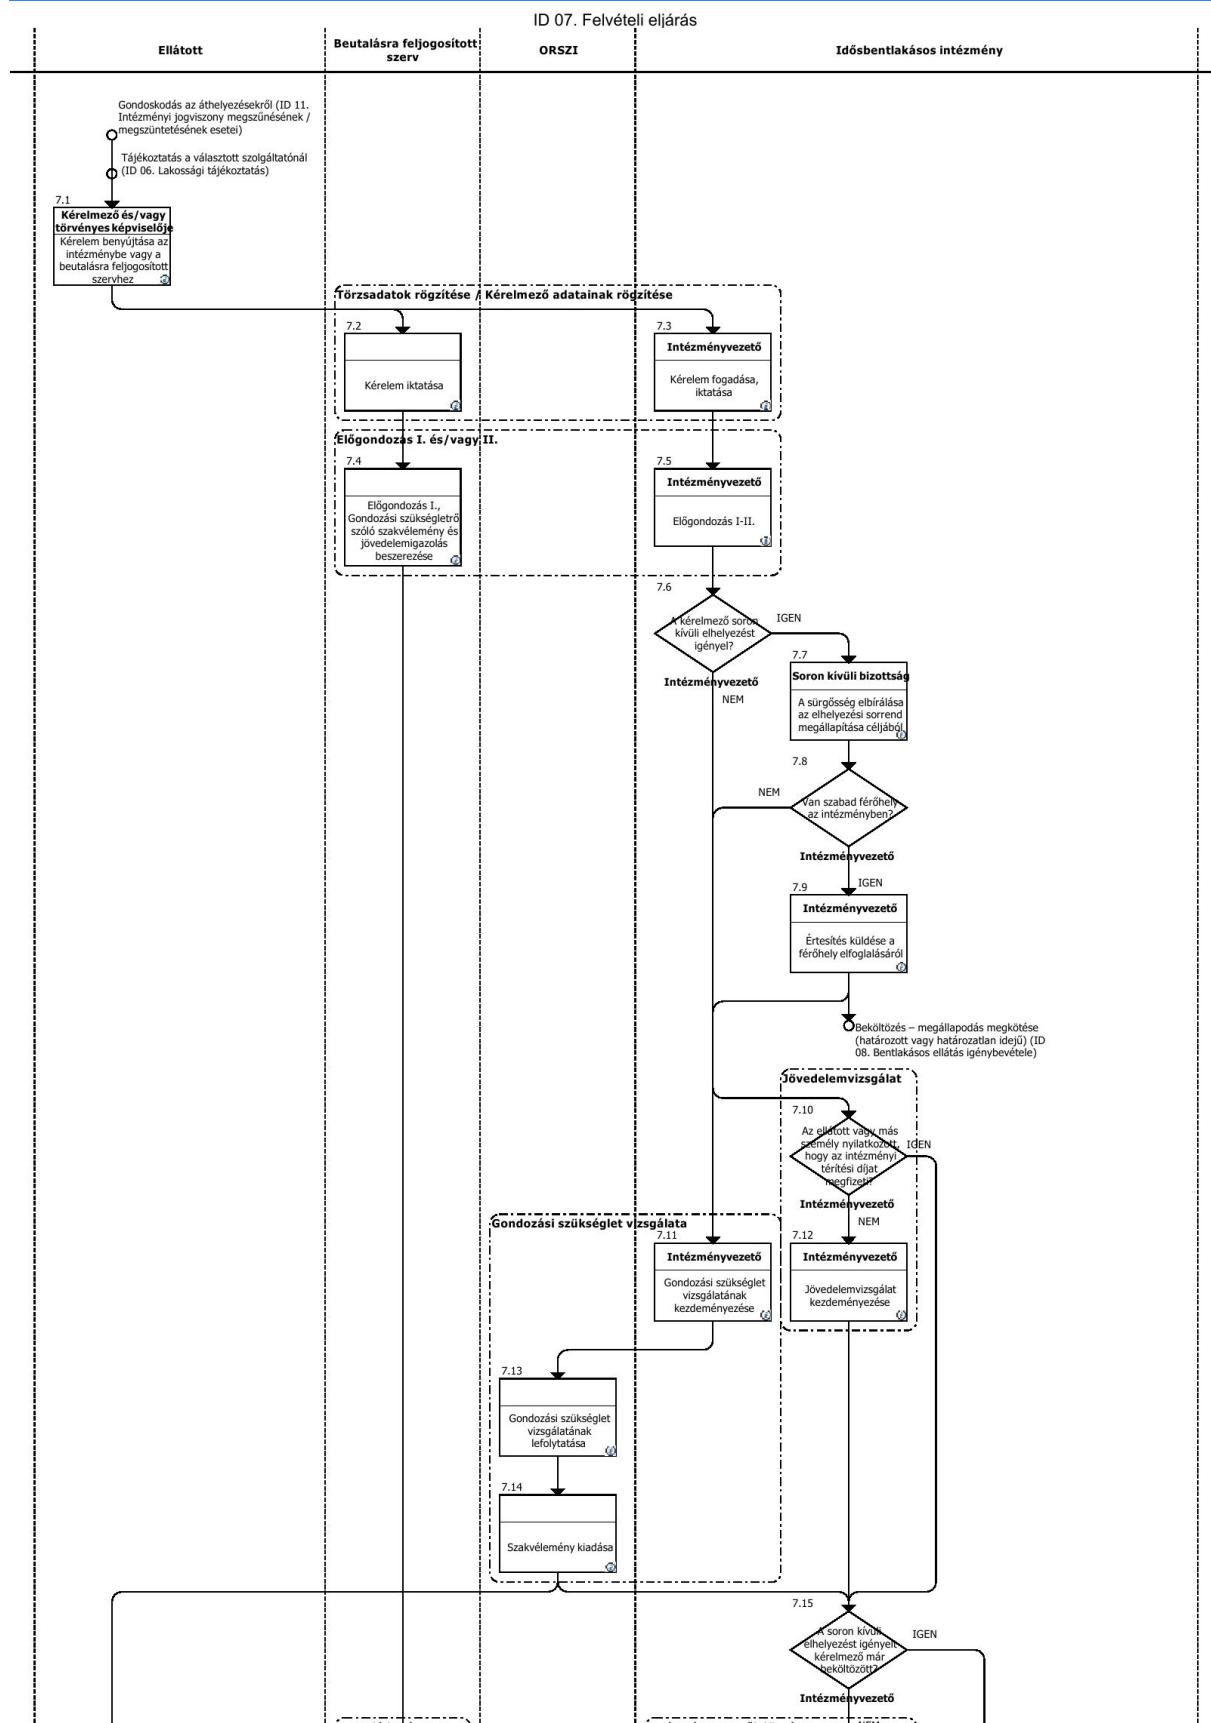 ID 07. Felvételi eljárás
Ellátott
Beutalásra feljogosított
szerv
ORSZI
Idősbentlakásos intézmény
Gondoskodás az áthelyezésekről (ID 11.
Intézményi jogviszony megszűnésének /
megszüntetésének esetei)
Tájékoztatás a választott szolgáltatónál
(ID 06. Lakossági tájékoztatás)
7.1
Kérelmező és/vagy
törvényes képviselője
Kérelem benyújtása az
intézménybe vagy a
beutalásra feljogosított
szervhez
Törzsadatok rögzítése / Kérelmező adatainak rögzítése
7.2
Kérelem iktatása
7.3
Intézményvezető
Kérelem fogadása,
iktatása
Előgondozás I. és/vagy II.
7.4
Előgondozás I.,
Gondozási szükségletről
szóló szakvélemény és
jövedelemigazolás
beszerezése
7.5
Intézményvezető
Előgondozás I-II.
7.6
A kérelmező soron
kívüli elhelyezést
igényel?
IGEN
Intézményvezető
NEM
7.7
Soron kívüli bizottság
A sürgősség elbírálása
az elhelyezési sorrend
megállapítása céljából
7.8
Van szabad férőhely
az intézményben?
NEM
Intézményvezető
IGEN
7.9
Intézményvezető
Értesítés küldése a
férőhely elfoglalásáról
Beköltözés – megállapodás megkötése
(határozott vagy határozatlan idejű) (ID
08. Bentlakásos ellátás igénybevétele)
Jövedelemvizsgálat
7.10
Az ellátott vagy más
személy nyilatkozott,
hogy az intézményi
térítési díjat
megfizeti?
IGEN
Intézményvezető
NEM
Gondozási szükséglet vizsgálata
7.11
Intézményvezető
Gondozási szükséglet
vizsgálatának
kezdeményezése
7.12
Intézményvezető
Jövedelemvizsgálat
kezdeményezése
7.13
Gondozási szükséglet
vizsgálatának
lefolytatása
7.14
Szakvélemény kiadása
7.15
A soron kívüli
elhelyezést igényelt
kérelmező már
beköltözött?
IGEN
Intézményvezető
NEM